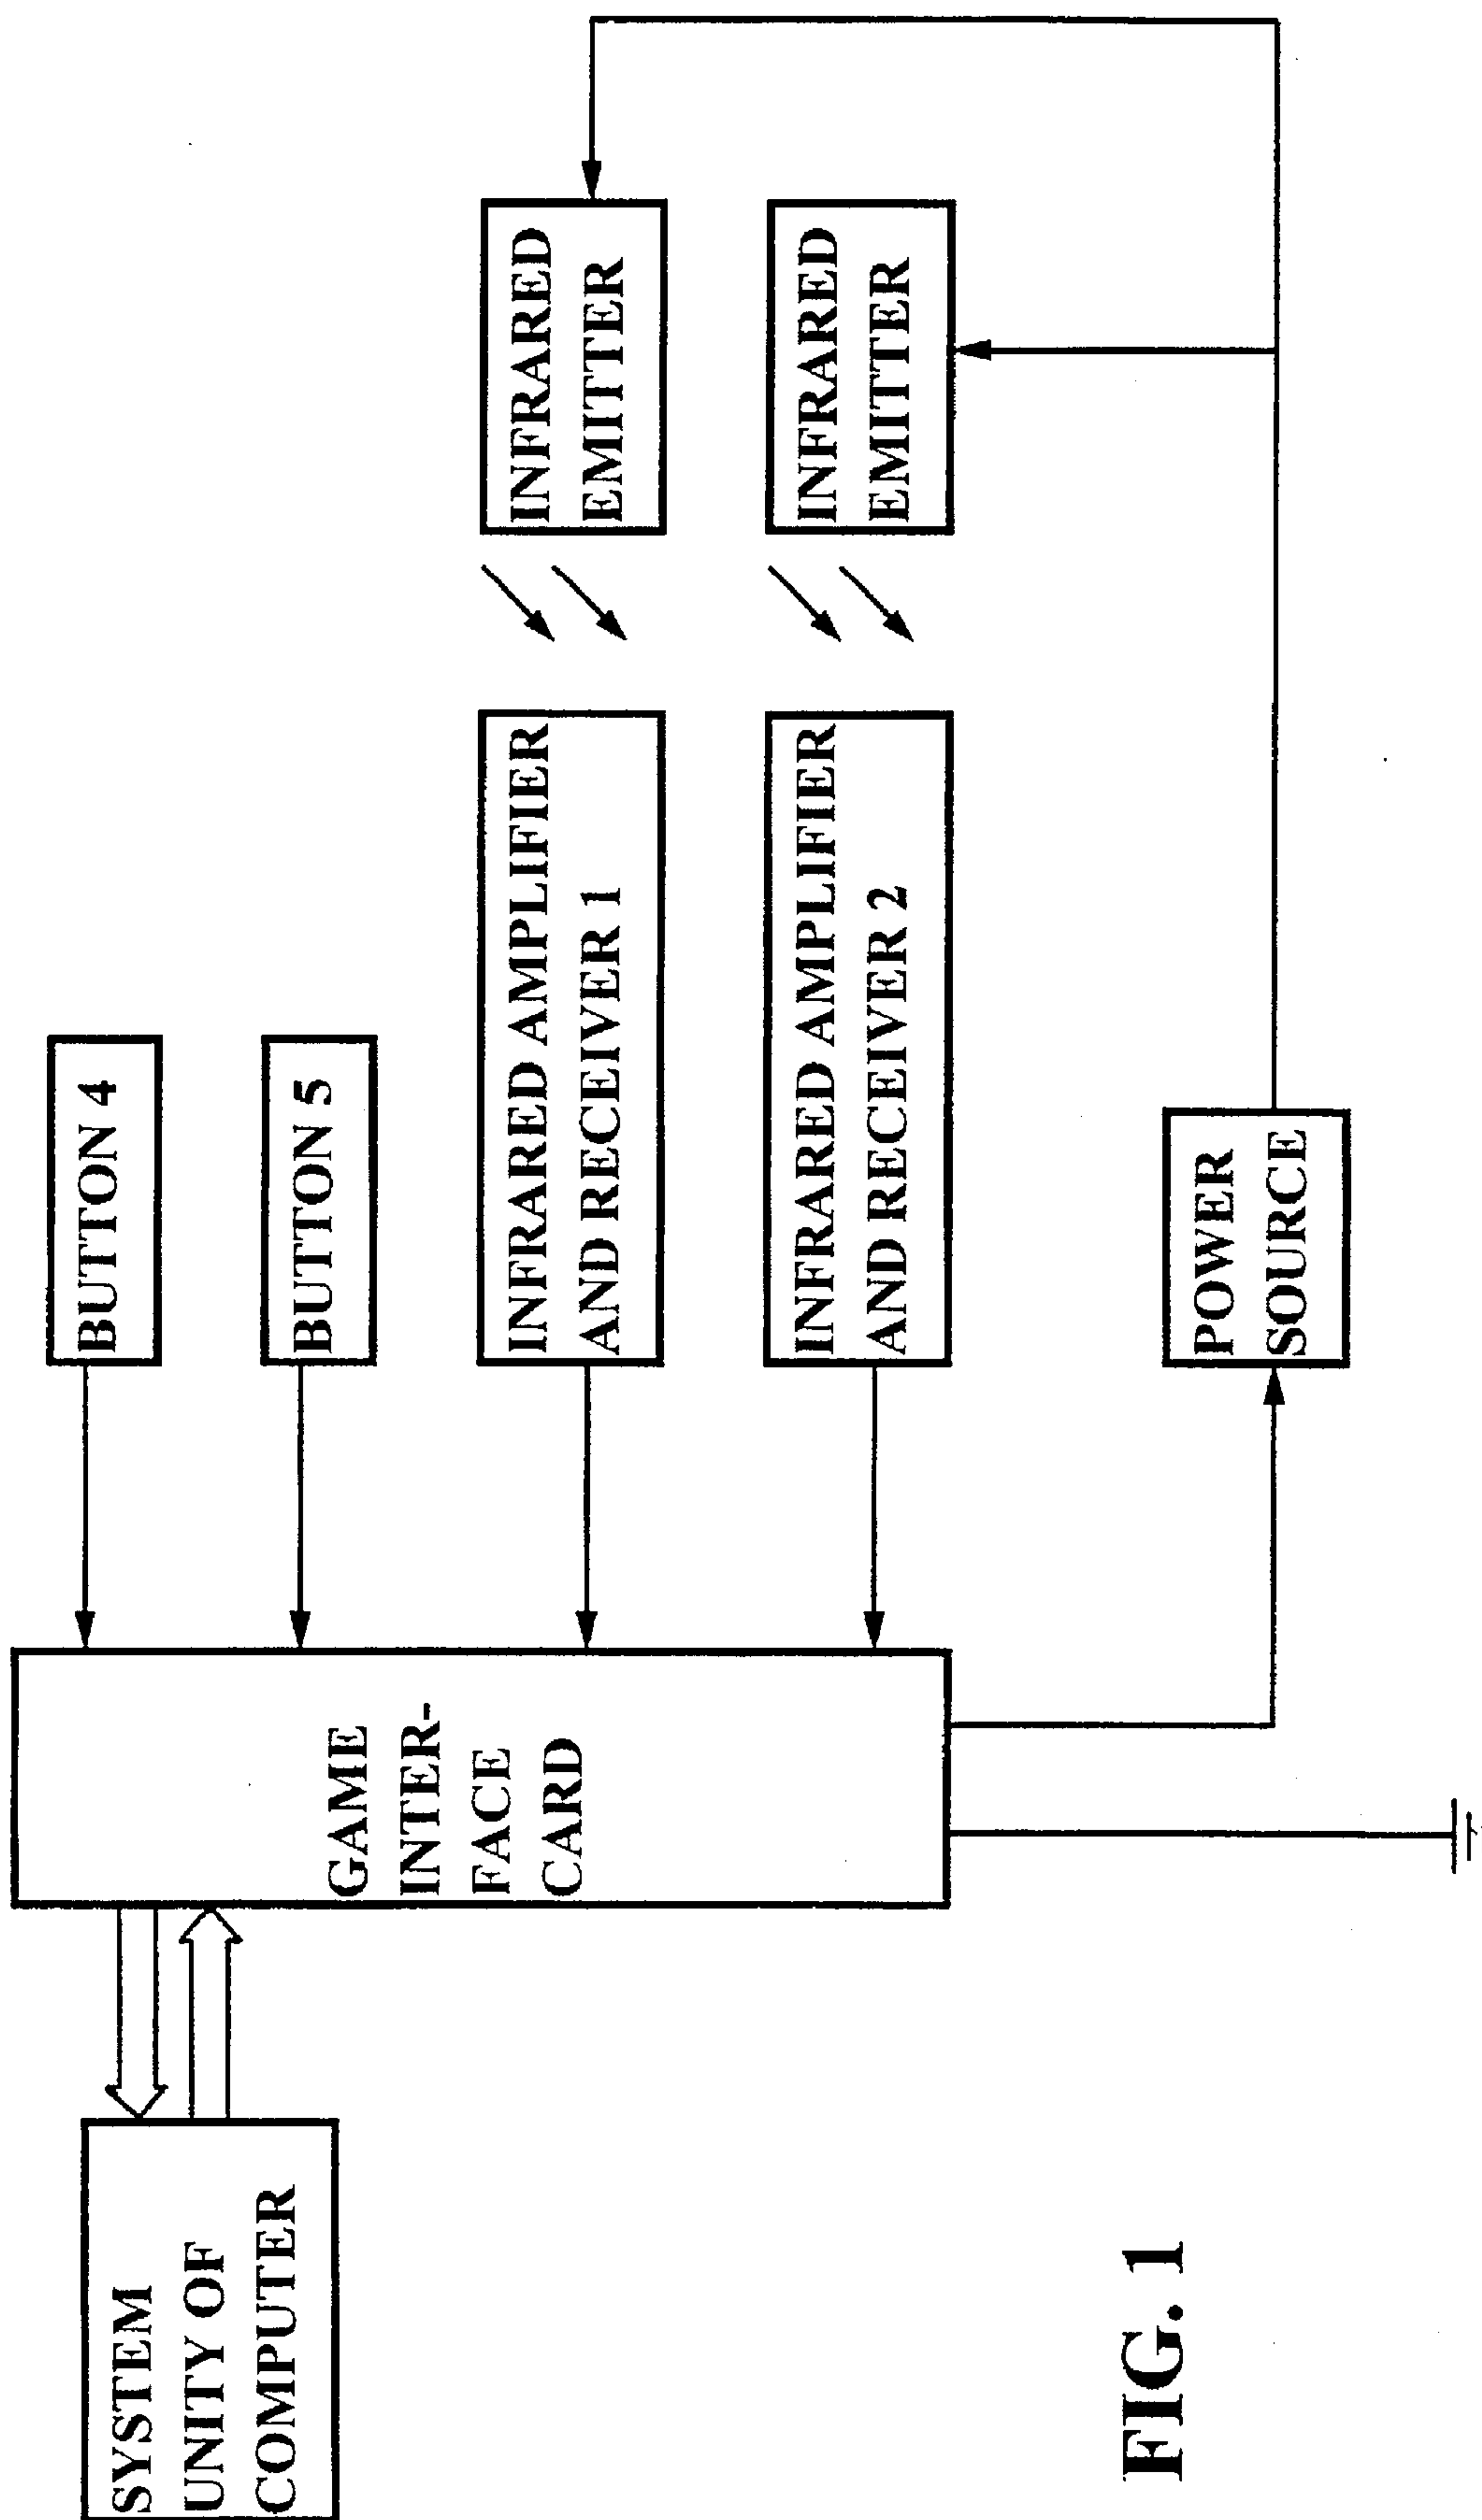 SYSTEM
UNITY OF
COMPUTER
GAME
INTER-
FACE
CARD
BUTTON 4
BUTTON 5
INFRARED AMPLIFIER
AND RECEIVER 1
INFRARED AMPLIFIER
AND RECEIVER 2
POWER
SOURCE
INFRARED
EMITTER
INFRARED
EMITTER
FIG. 1